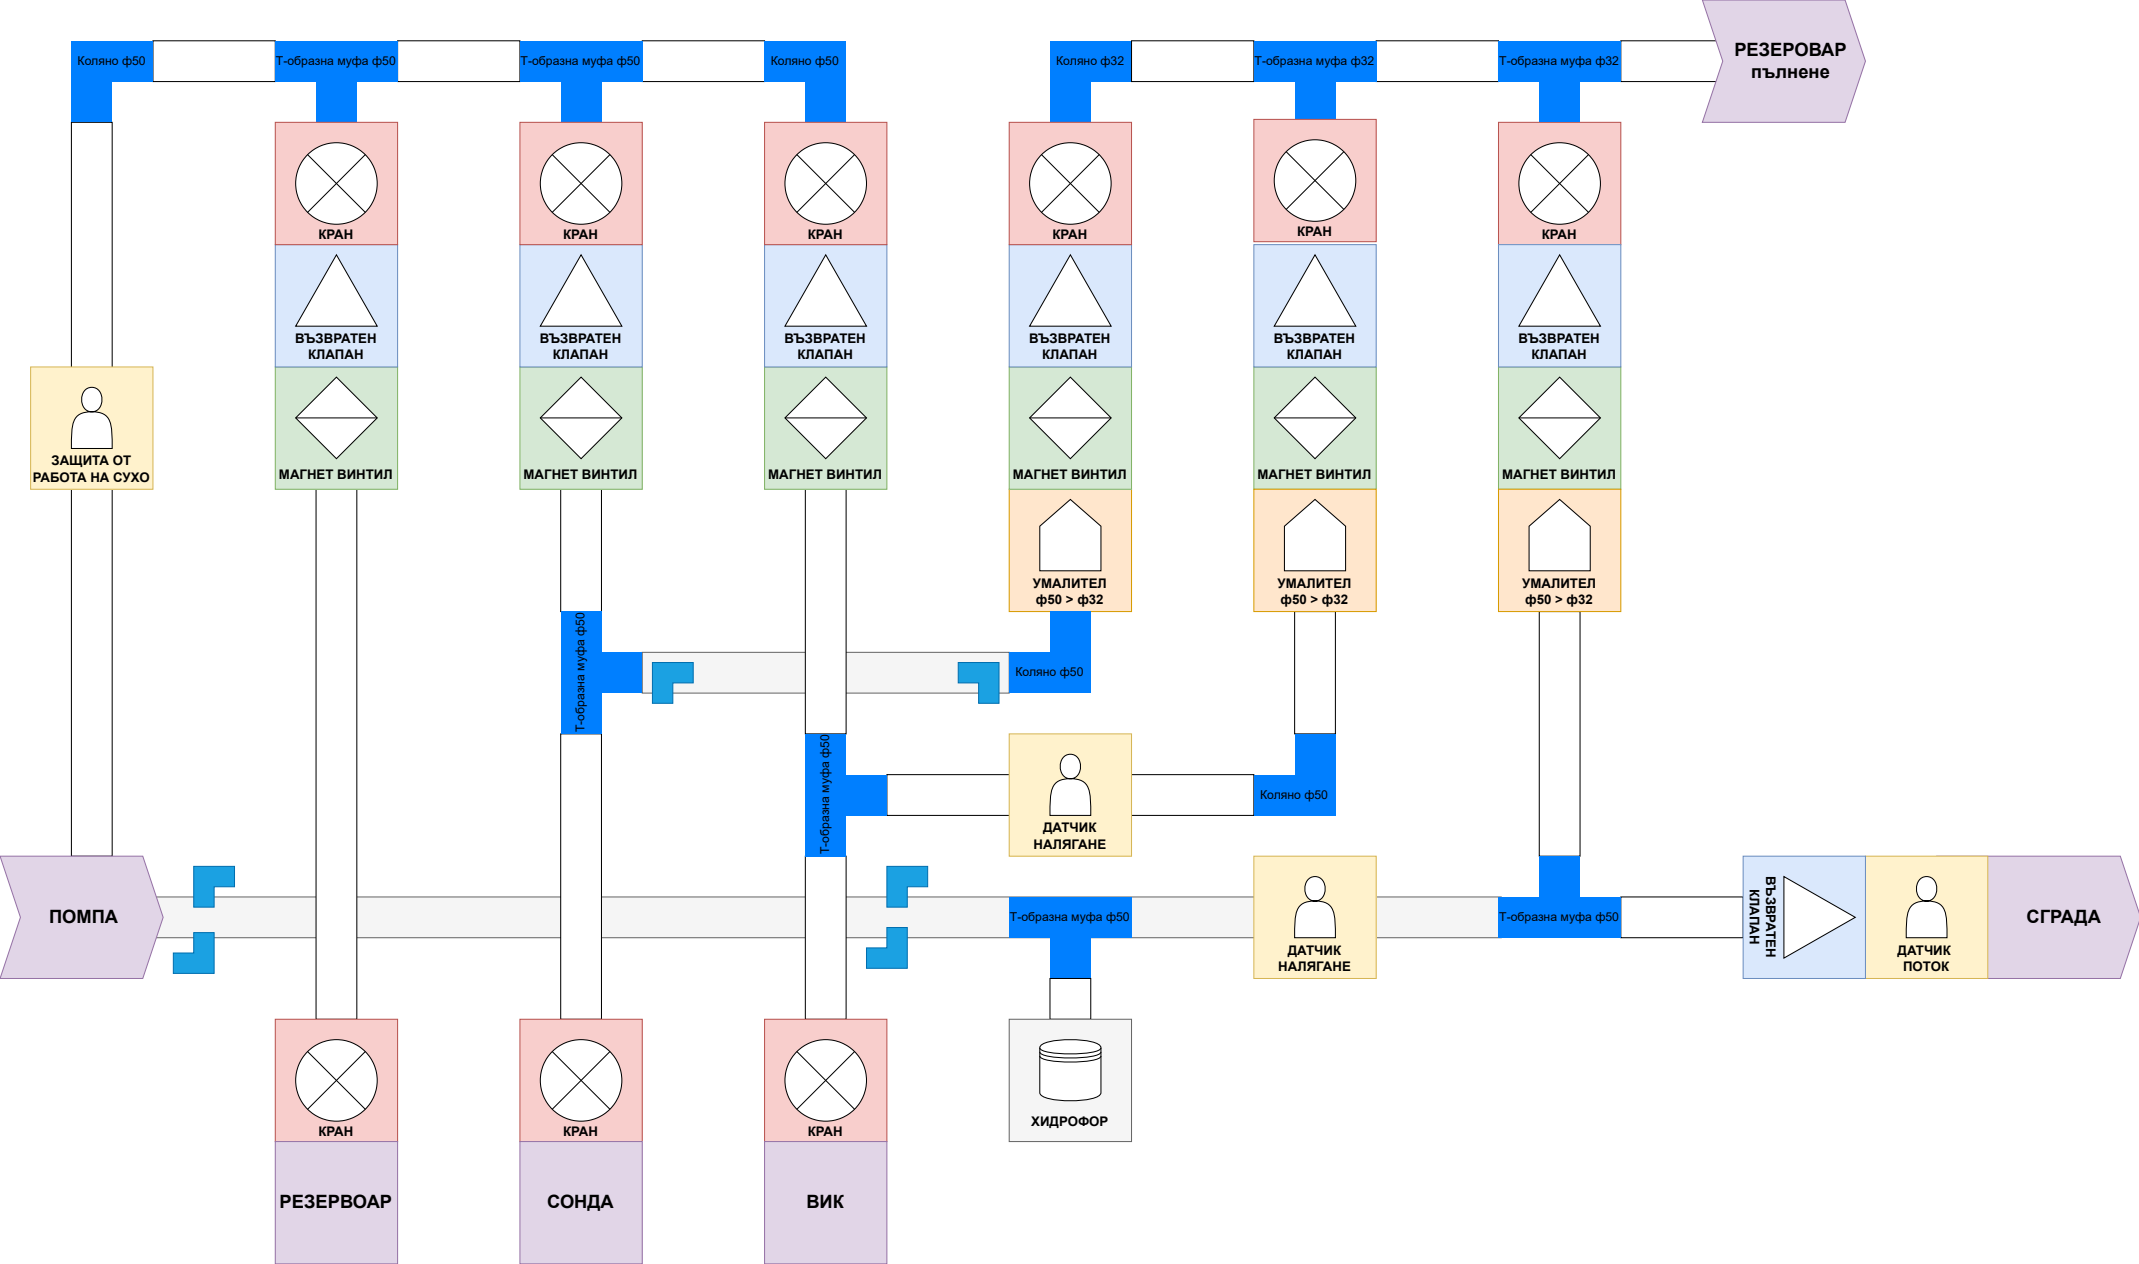 РЕЗЕРОВАР
пълнене
Коляно ф50
Т-образна муфа ф50
Т-образна муфа ф50
Коляно ф50
Коляно ф32
Т-образна муфа ф32
Т-образна муфа ф32
КРАН
КРАН
КРАН
КРАН
КРАН
КРАН
ВЪЗВРАТЕН
КЛАПАН
ВЪЗВРАТЕН
КЛАПАН
ВЪЗВРАТЕН
КЛАПАН
ВЪЗВРАТЕН
КЛАПАН
ВЪЗВРАТЕН
КЛАПАН
ВЪЗВРАТЕН
КЛАПАН
ЗАЩИТА ОТ
РАБОТА НА СУХО
МАГНЕТ ВИНТИЛ
МАГНЕТ ВИНТИЛ
МАГНЕТ ВИНТИЛ
МАГНЕТ ВИНТИЛ
МАГНЕТ ВИНТИЛ
МАГНЕТ ВИНТИЛ
УМАЛИТЕЛ
ф50 > ф32
УМАЛИТЕЛ
ф50 > ф32
УМАЛИТЕЛ
ф50 > ф32
Т-образна муфа ф50
Коляно ф50
Т-образна муфа ф50
ДАТЧИК
НАЛЯГАНЕ
Коляно ф50
ПОМПА
Т-образна муфа ф50
ДАТЧИК
НАЛЯГАНЕ
Т-образна муфа ф50
ВЪЗВРАТЕН
КЛАПАН
ДАТЧИК
ПОТОК
СГРАДА
КРАН
КРАН
КРАН
ХИДРОФОР
РЕЗЕРВОАР
СОНДА
ВИК